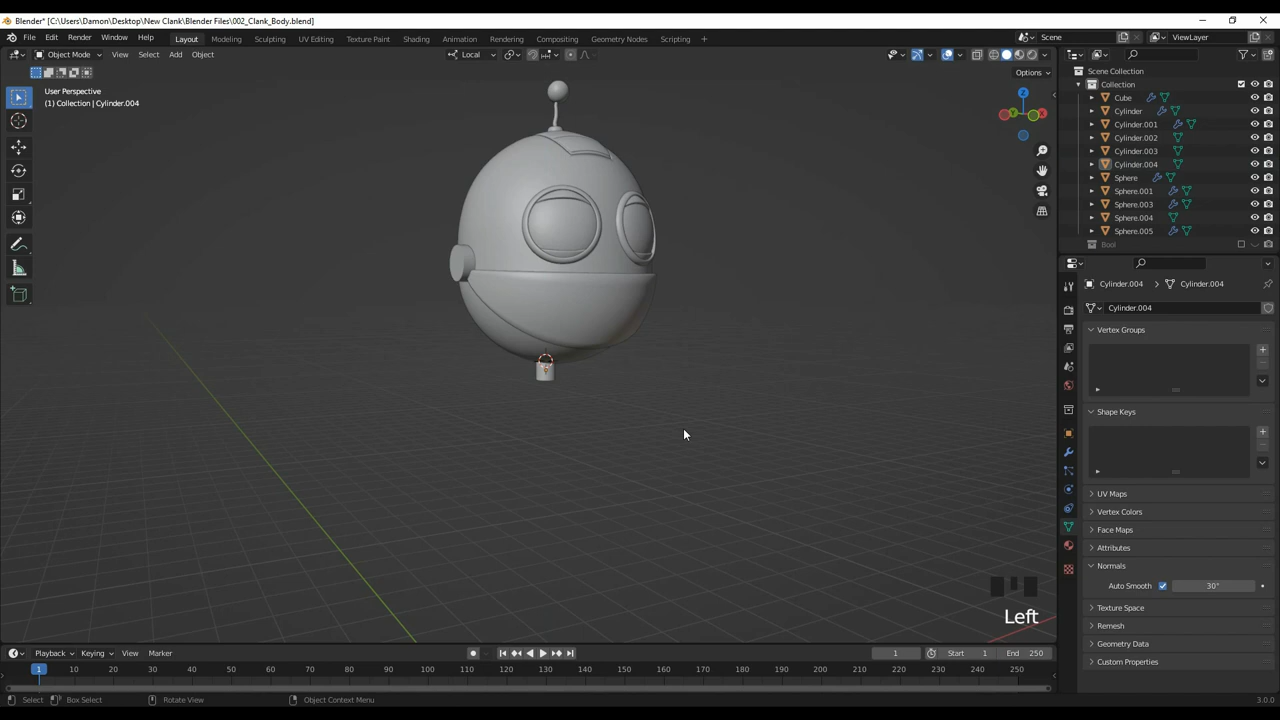 Blender* [C:\Users\Damon\Desktop\New Clank\Blender Files\002_Clank_Body.blend]
File Edit Render Window Help Layout Modeling Sculpting UV Editing Texture Paint Shading Animation Rendering Compositing Geometry Nodes Scripting + Scene ViewLayer
Object Mode View Select Add Object Local
Options
User Perspective
(1) Collection | Cylinder.004
Z
Y
X
Scene Collection
Collection
Cube
Cylinder
Cylinder.001
Cylinder.002
Cylinder.003
Cylinder.004
Sphere
Sphere.001
Sphere.003
Sphere.004
Sphere.005
Bool
Cylinder.004 > Cylinder.004
Cylinder.004
Vertex Groups
Shape Keys
UV Maps
Vertex Colors
Face Maps
Attributes
Normals
Auto Smooth 30°
Texture Space
Remesh
Geometry Data
Custom Properties
Left
Playback Keying View Marker 1 Start 1 End 250
1 10 20 30 40 50 60 70 80 90 100 110 120 130 140 150 160 170 180 190 200 210 220 230 240 250
Select Box Select Rotate View Object Context Menu 3.0.0